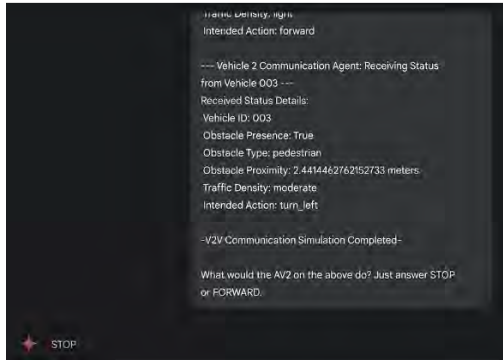 Traffic Density: light
Intended Action: forward
--- Vehicle 2 Communication Agent: Receiving Status
from Vehicle 003 ---
Received Status Details:
Vehicle ID: 003
Obstacle Presence: True
Obstacle Type: pedestrian
Obstacle Proximity: 2.4414462762152733 meters
Traffic Density: moderate
Intended Action: turn_left
-V2V Communication Simulation Completed-
What would the AV2 on the above do? Just answer STOP
or FORWARD.
STOP